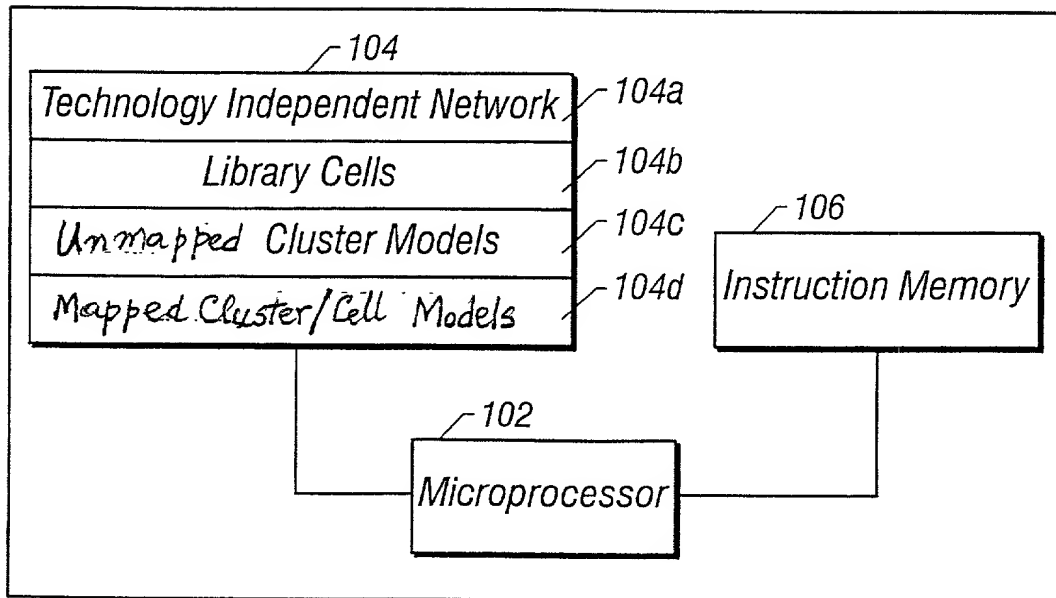 104
Technology Independent Network
104a
Library Cells
104b
Unmapped Cluster Models
104c
Mapped Cluster/Cell Models
104d
106
Instruction Memory
102
Microprocessor